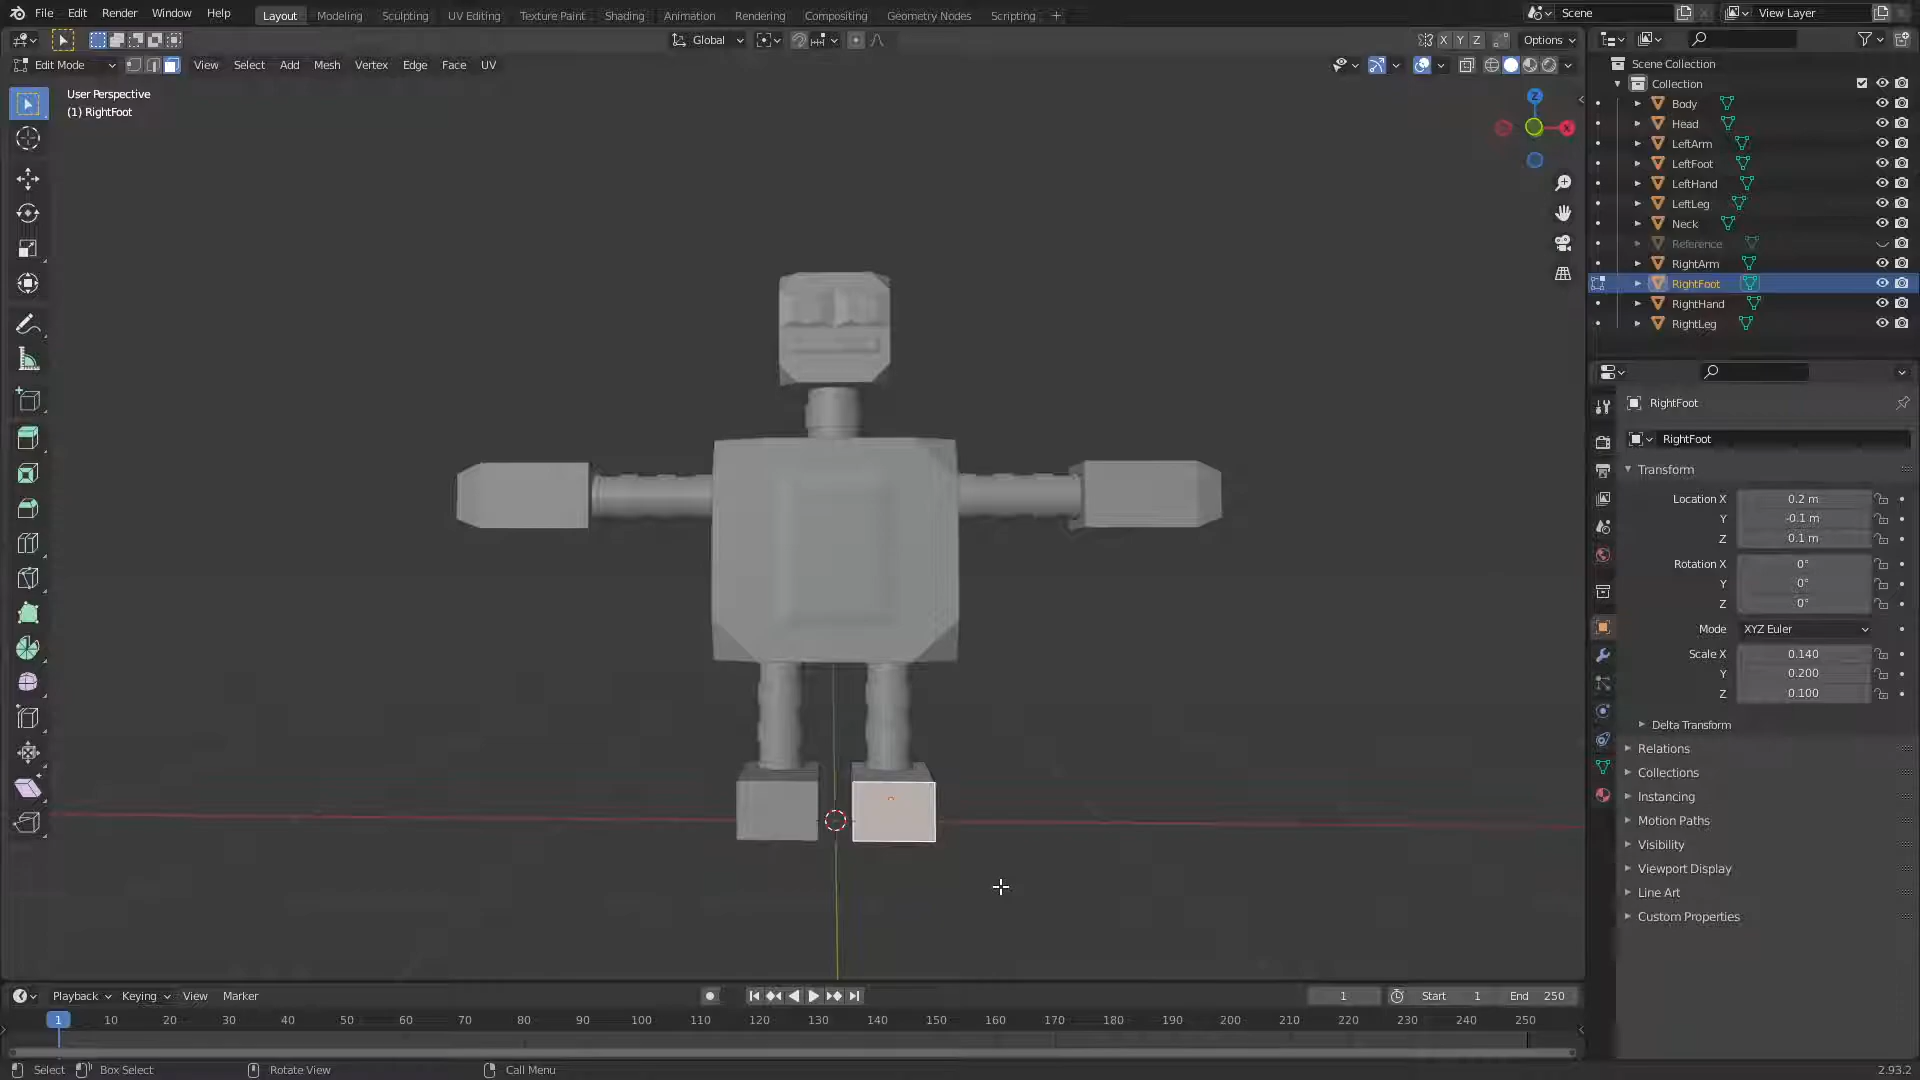 File Edit Render Window Help Layout Modeling Sculpting UV Editing Texture Paint Shading Animation Rendering Compositing Geometry Nodes Scripting + Scene View Layer
Global X Y Z Options
Edit Mode View Select Add Mesh Vertex Edge Face UV
User Perspective
(1) RightFoot
Z
X
Scene Collection
Collection
Body
Head
LeftArm
LeftFoot
LeftHand
LeftLeg
Neck
Reference
RightArm
RightFoot
RightHand
RightLeg
RightFoot
RightFoot
Transform
Location X 0.2 m
Y -0.1 m
Z 0.1 m
Rotation X 0°
Y 0°
Z 0°
Mode XYZ Euler
Scale X 0.140
Y 0.200
Z 0.100
Delta Transform
Relations
Collections
Instancing
Motion Paths
Visibility
Viewport Display
Line Art
Custom Properties
Playback Keying View Marker 1 Start 1 End 250
1 10 20 30 40 50 60 70 80 90 100 110 120 130 140 150 160 170 180 190 200 210 220 230 240 250
Select Box Select Rotate View Call Menu 2.93.2